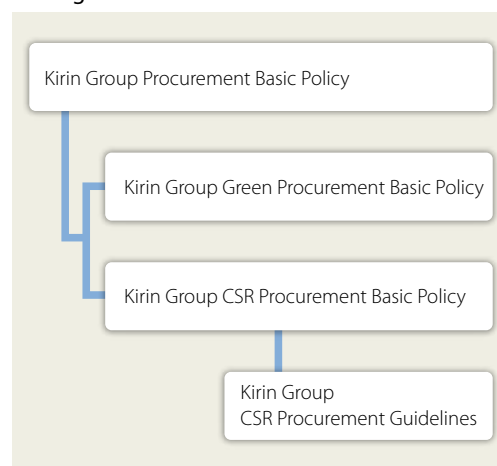 Kirin Group Procurement Basic Policy
Kirin Group Green Procurement Basic Policy
Kirin Group CSR Procurement Basic Policy
Kirin Group
CSR Procurement Guidelines